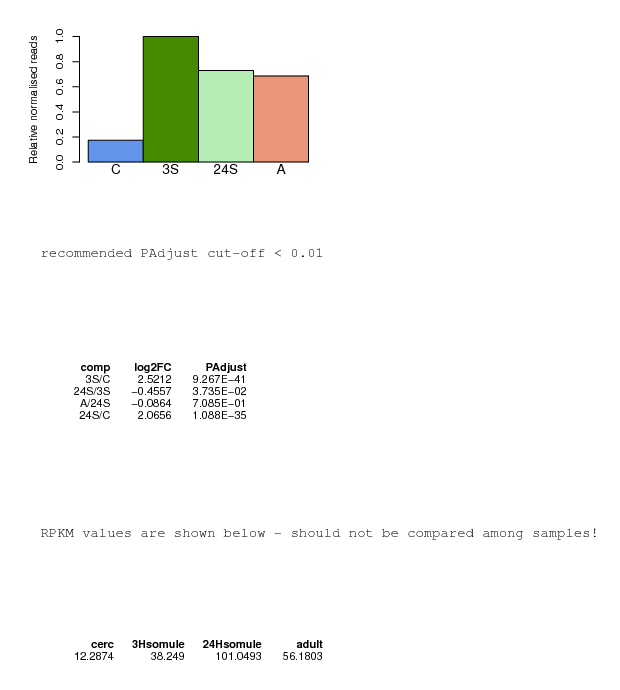 Relative normalised reads
1.0
0.8
0.6
0.4
0.2
0.0
C 3S 24S A
recommended PAdjust cut-off < 0.01
comp log2FC PAdjust
3S/C 2.5212 9.267E−41
24S/3S −0.4557 3.735E−02
A/24S −0.0864 7.085E−01
24S/C 2.0656 1.088E−35
RPKM values are shown below - should not be compared among samples!
cerc 3Hsomule 24Hsomule adult
12.2874 38.249 101.0493 56.1803